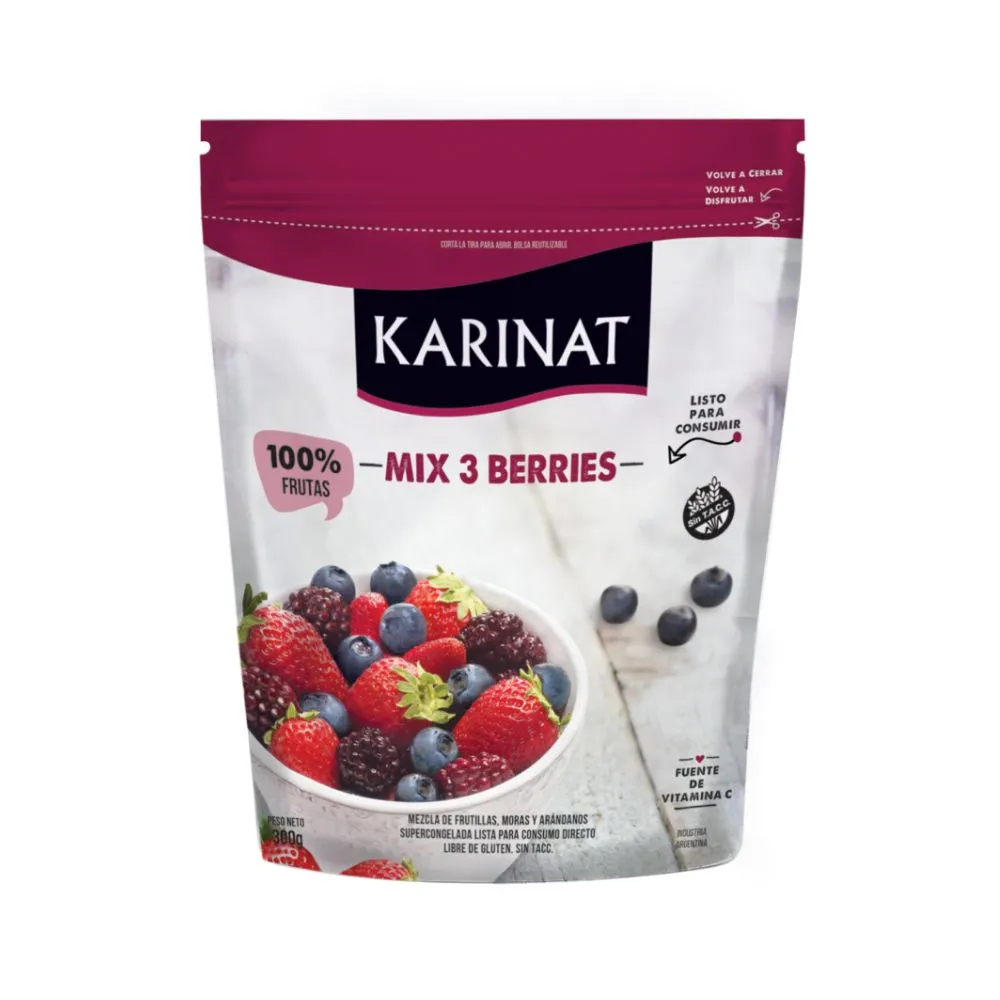 VOLVE A CERRAR
VOLVE A
DISFRUTAR
CORTÁ LA TIRA PARA ABRIR. BOLSA REUTILIZABLE
KARINAT
LISTO
PARA
CONSUMIR
100%
FRUTAS
MIX 3 BERRIES
Sin T.A.C.C.
FUENTE
DE
VITAMINA C
PESO NETO
300g
MEZCLA DE FRUTILLAS, MORAS Y ARÁNDANOS
SUPERCONGELADA LISTA PARA CONSUMO DIRECTO
LIBRE DE GLUTEN. SIN TACC.
INDUSTRIA
ARGENTINA